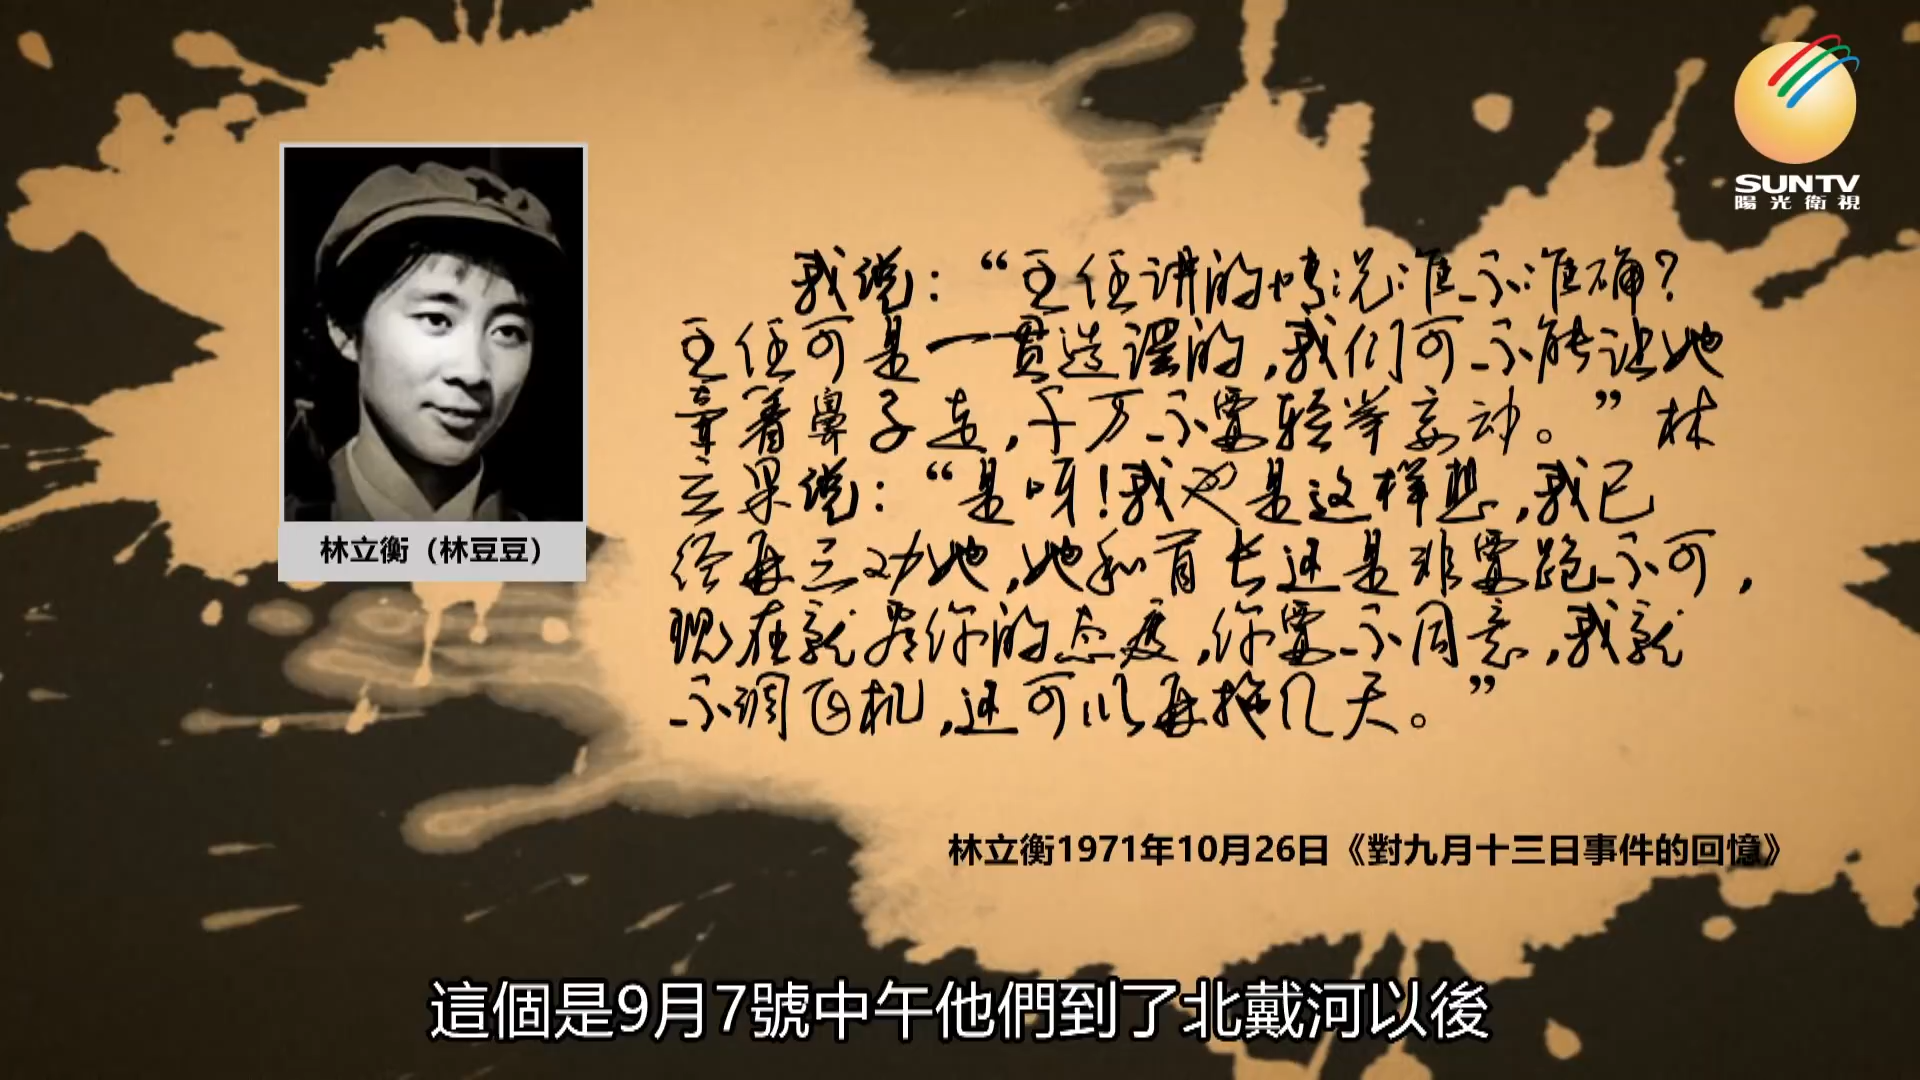 SUNTV
陽光衛視
我说：“主任讲的情况准不准确？
主任可是一贯造谣的，我们可不能让她
牵着鼻子走，千万不要轻举妄动。”林
立果说：“是呀！我也是这样想，我已
经再三劝她，她和首长还是非要跑不可，
现在就看你的态度，你要不同意，我就
不调飞机，还可以再拖几天。”
林立衡（林豆豆）
林立衡1971年10月26日《對九月十三日事件的回憶》
這個是9月7號中午他們到了北戴河以後